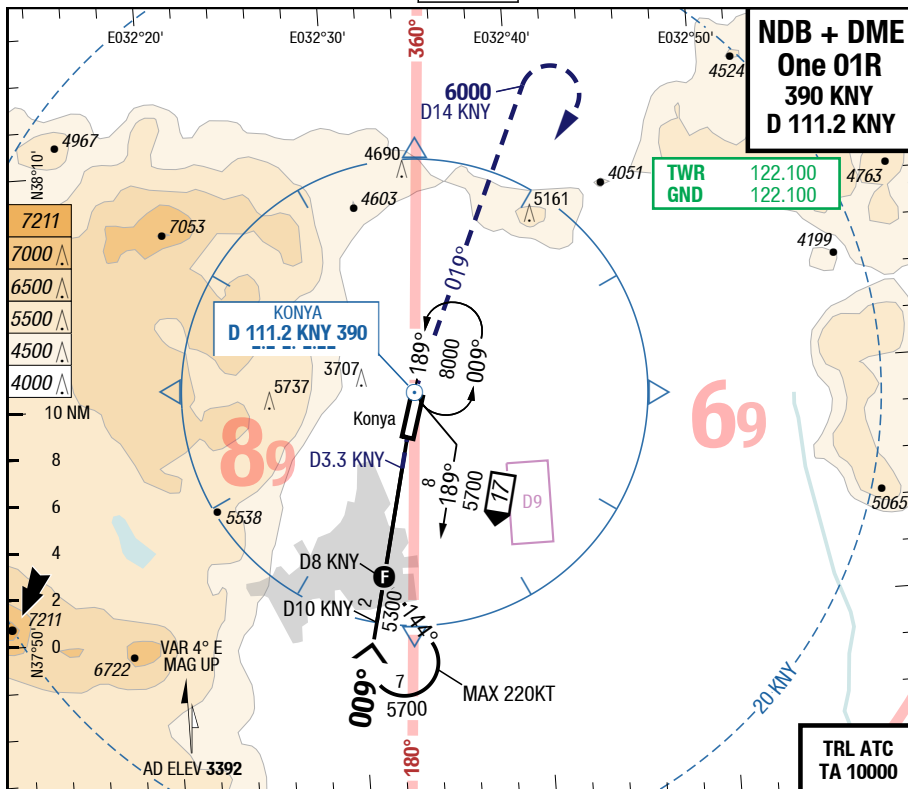 E032°20'
E032°30'
360°
E032°40'
E032°50'
NDB + DME
One 01R
390 KNY
D 111.2 KNY
4524
6000
D14 KNY
4967
N38°10'
4690
4603
5161
4051
TWR 122.100
GND 122.100
4763
4199
7211
7000
6500
5500
4500
4000
7053
019°
KONYA
D 111.2 KNY 390
189°
8000
009°
3707
5737
10 NM
Konya
89
69
D3.3 KNY
8
8
189°
5700
17
D9
5065
6
5538
4
D8 KNY
F
2
D10 KNY
2
5300
144°
7211
N37°50'
0
6722
VAR 4° E
MAG UP
009°
7
5700
MAX 220KT
20 KNY
180°
AD ELEV 3392
TRL ATC
TA 10000